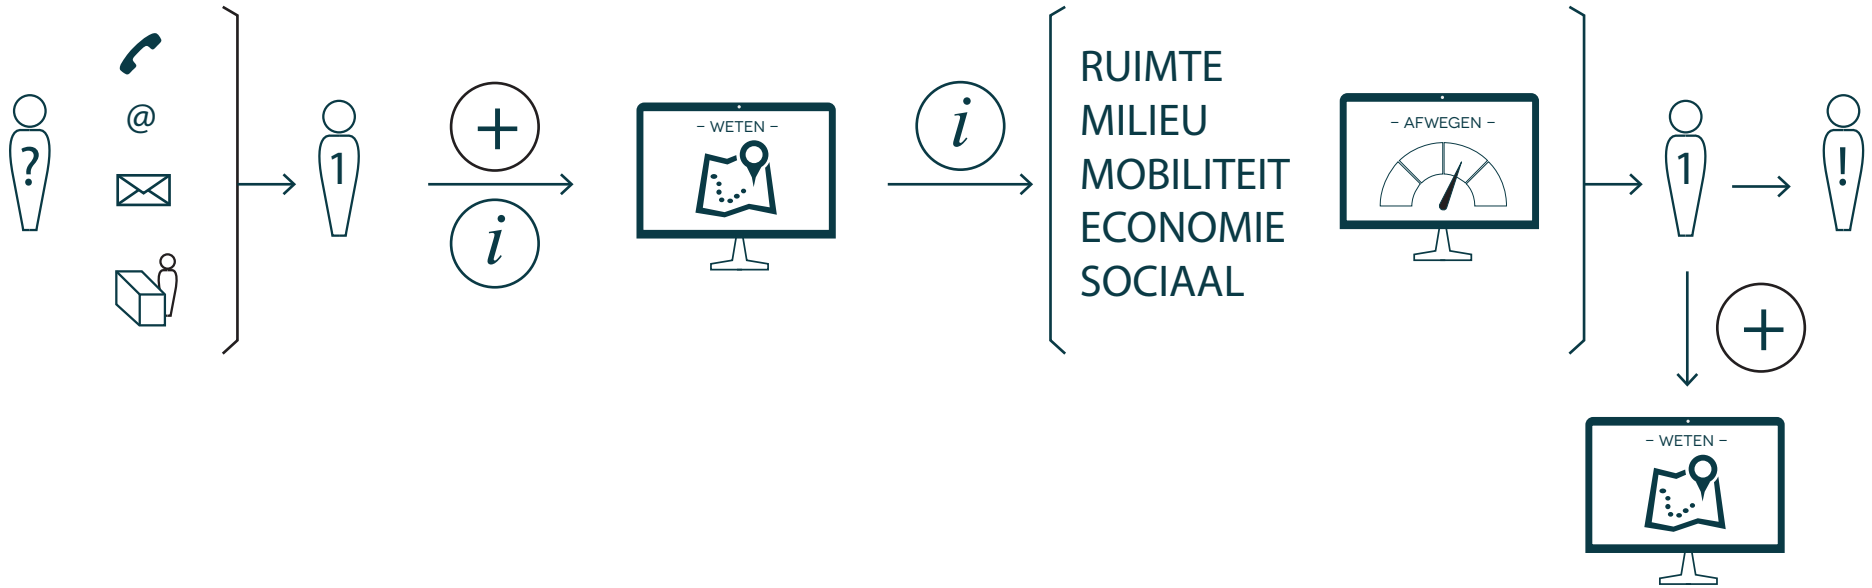 ?
@
1
+
i
– WETEN –
i
RUIMTE
MILIEU
MOBILITEIT
ECONOMIE
SOCIAAL
– AFWEGEN –
1
!
+
– WETEN –